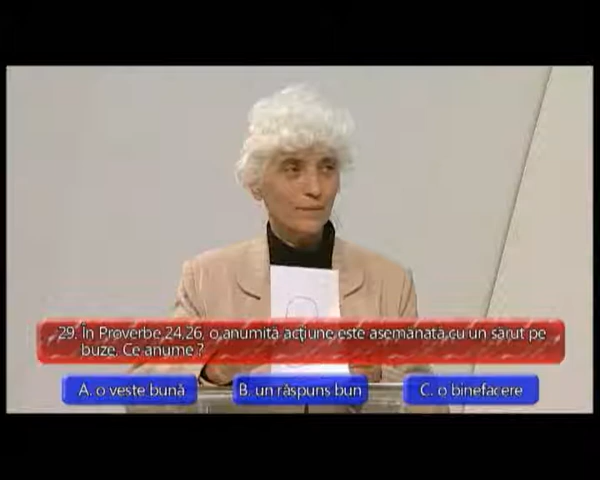 29. În Proverbe 24,26, o anumită acţiune este asemănată cu un sărut pe
buze. Ce anume ?
A. o veste bună
B. un răspuns bun
C. o binefacere